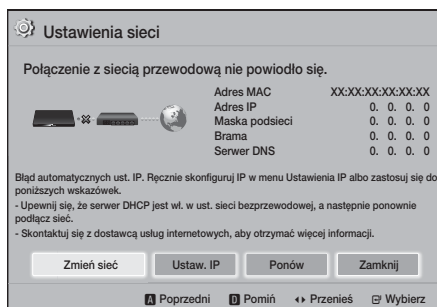 Ustawienia sieci
Połączenie z siecią przewodową nie powiodło się.
Adres MAC XX:XX:XX:XX:XX:XX
Adres IP 0. 0. 0. 0
Maska podsieci 0. 0. 0. 0
Brama 0. 0. 0. 0
Serwer DNS 0. 0. 0. 0
Błąd automatycznych ust. IP. Ręcznie skonfiguruj IP w menu Ustawienia IP albo zastosuj się do
poniższych wskazówek.
- Upewnij się, że serwer DHCP jest wł. w ust. sieci bezprzewodowej, a następnie ponownie
podłącz sieć.
- Skontaktuj się z dostawcą usług internetowych, aby otrzymać więcej informacji.
Zmień sieć Ustaw. IP Ponów Zamknij
A Poprzedni D Pomiń Przenieś Wybierz